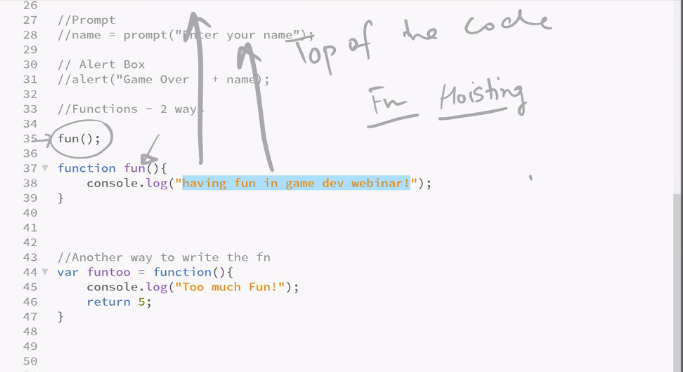 26
27 //Prompt
28 //name = prompt("Enter your name");
29
30 // Alert Box
31 //alert("Game Over + name);
32
33 //Functions - 2 way
34
35 fun();
36
37 function fun(){
38 console.log("having fun in game dev webinar!");
39 }
40
41
42
43 //Another way to write the fn
44 var funtoo = function(){
45 console.log("Too much Fun!");
46 return 5;
47 }
48
49
50
Top of the code
Fn Hoisting